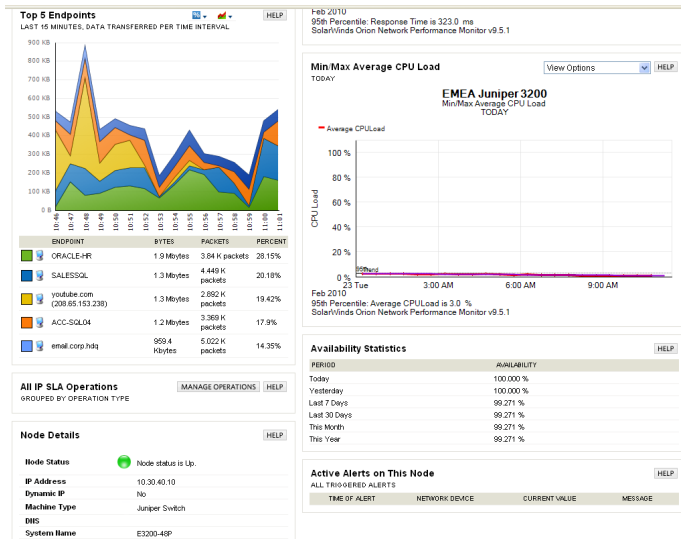 Top 5 Endpoints
HELP
LAST 15 MINUTES, DATA TRANSFERRED PER TIME INTERVAL
900 KB
800 KB
700 KB
600 KB
500 KB
400 KB
300 KB
200 KB
100 KB
0 B
10:46
10:47
10:48
10:49
10:50
10:51
10:52
10:53
10:54
10:55
10:56
10:57
10:58
10:59
11:00
11:01
ENDPOINT BYTES PACKETS PERCENT
ORACLE-HR 1.9 Mbytes 3.84 K packets 28.15%
SALESSQL 1.3 Mbytes 4.449 K packets 20.18%
youtube.com (208.65.153.238) 1.3 Mbytes 2.892 K packets 19.42%
ACC-SQL04 1.2 Mbytes 3.369 K packets 17.9%
email.corp.hdq 959.4 Kbytes 5.022 K packets 14.35%
All IP SLA Operations
MANAGE OPERATIONS HELP
GROUPED BY OPERATION TYPE
Node Details
HELP
Node Status Node status is Up.
IP Address 10.30.40.10
Dynamic IP No
Machine Type Juniper Switch
DNS
System Name E3200-48P
Feb 2010
95th Percentile: Response Time is 323.0 ms
SolarWinds Orion Network Performance Monitor v9.5.1
Min/Max Average CPU Load
View Options
HELP
TODAY
EMEA Juniper 3200
Min/Max Average CPU Load
TODAY
Average CPULoad
CPU Load
100 %
80 %
60 %
40 %
20 %
0 %
95th
Trend
23 Tue 3:00 AM 6:00 AM 9:00 AM
Feb 2010
95th Percentile: Average CPULoad is 3.0 %
SolarWinds Orion Network Performance Monitor v9.5.1
Availability Statistics
HELP
PERIOD AVAILABILITY
Today 100.000 %
Yesterday 100.000 %
Last 7 Days 99.271 %
Last 30 Days 99.271 %
This Month 99.271 %
This Year 99.271 %
Active Alerts on This Node
HELP
ALL TRIGGERED ALERTS
TIME OF ALERT NETWORK DEVICE CURRENT VALUE MESSAGE